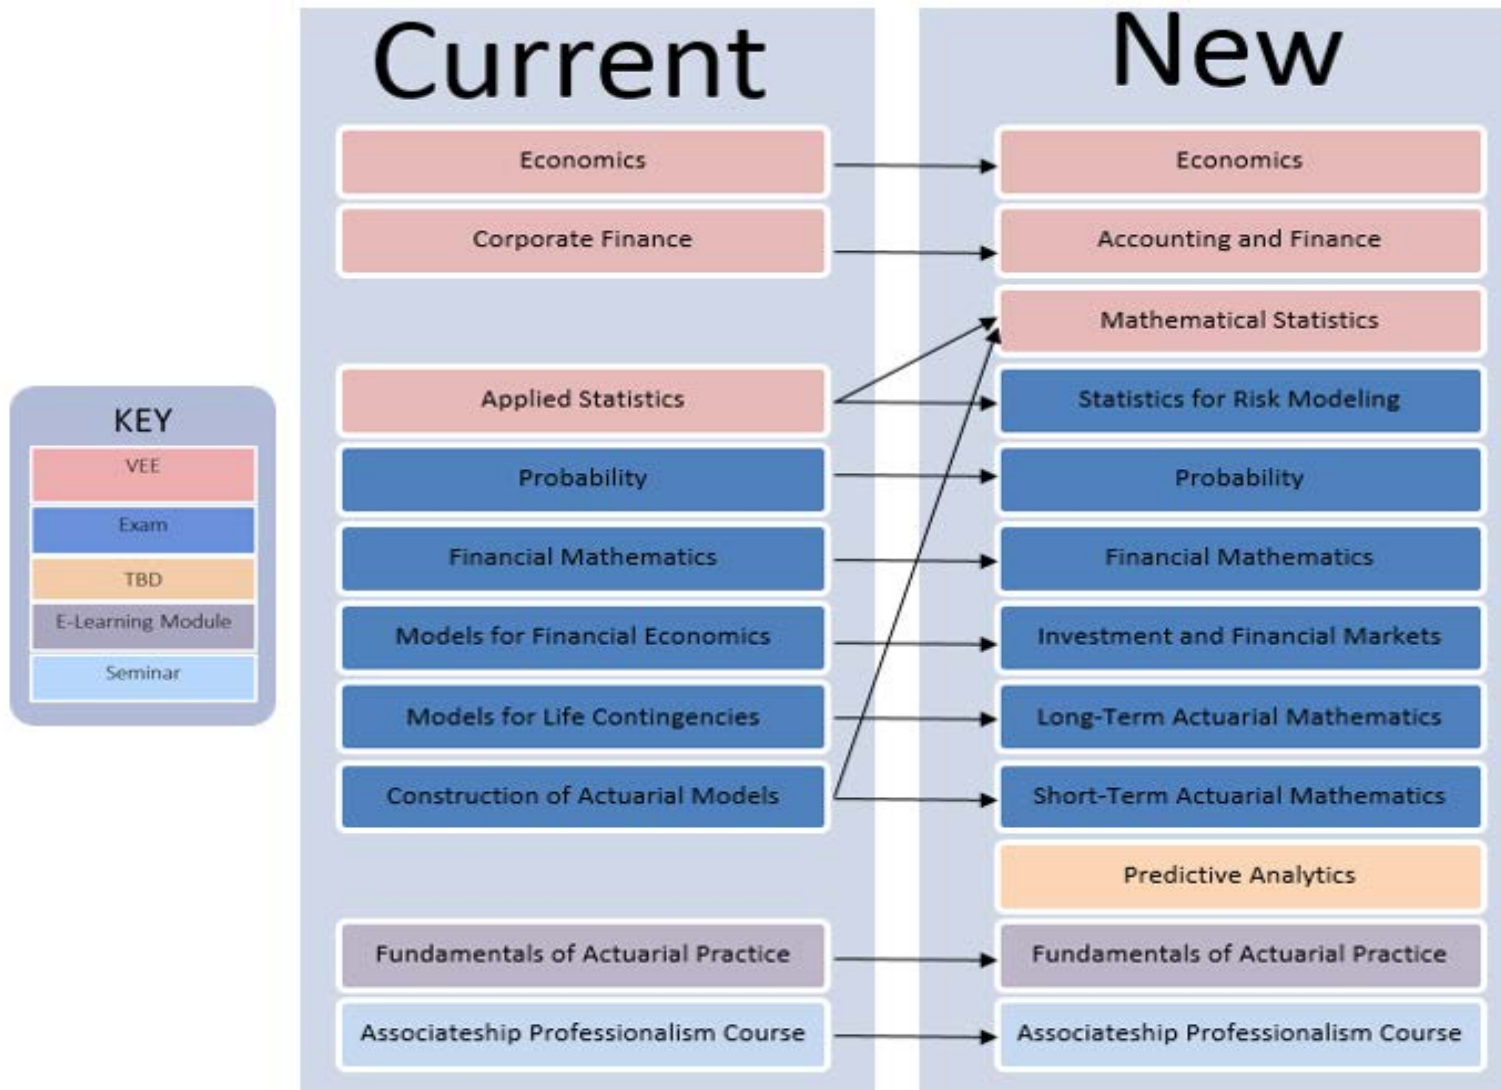 Current
Economics
Corporate Finance
Applied Statistics
Probability
Financial Mathematics
Models for Financial Economics
Models for Life Contingencies
Construction of Actuarial Models
Fundamentals of Actuarial Practice
Associateship Professionalism Course
New
Economics
Accounting and Finance
Mathematical Statistics
Statistics for Risk Modeling
Probability
Financial Mathematics
Investment and Financial Markets
Long-Term Actuarial Mathematics
Short-Term Actuarial Mathematics
Predictive Analytics
Fundamentals of Actuarial Practice
Associateship Professionalism Course
KEY
VEE
Exam
TBD
E-Learning Module
Seminar